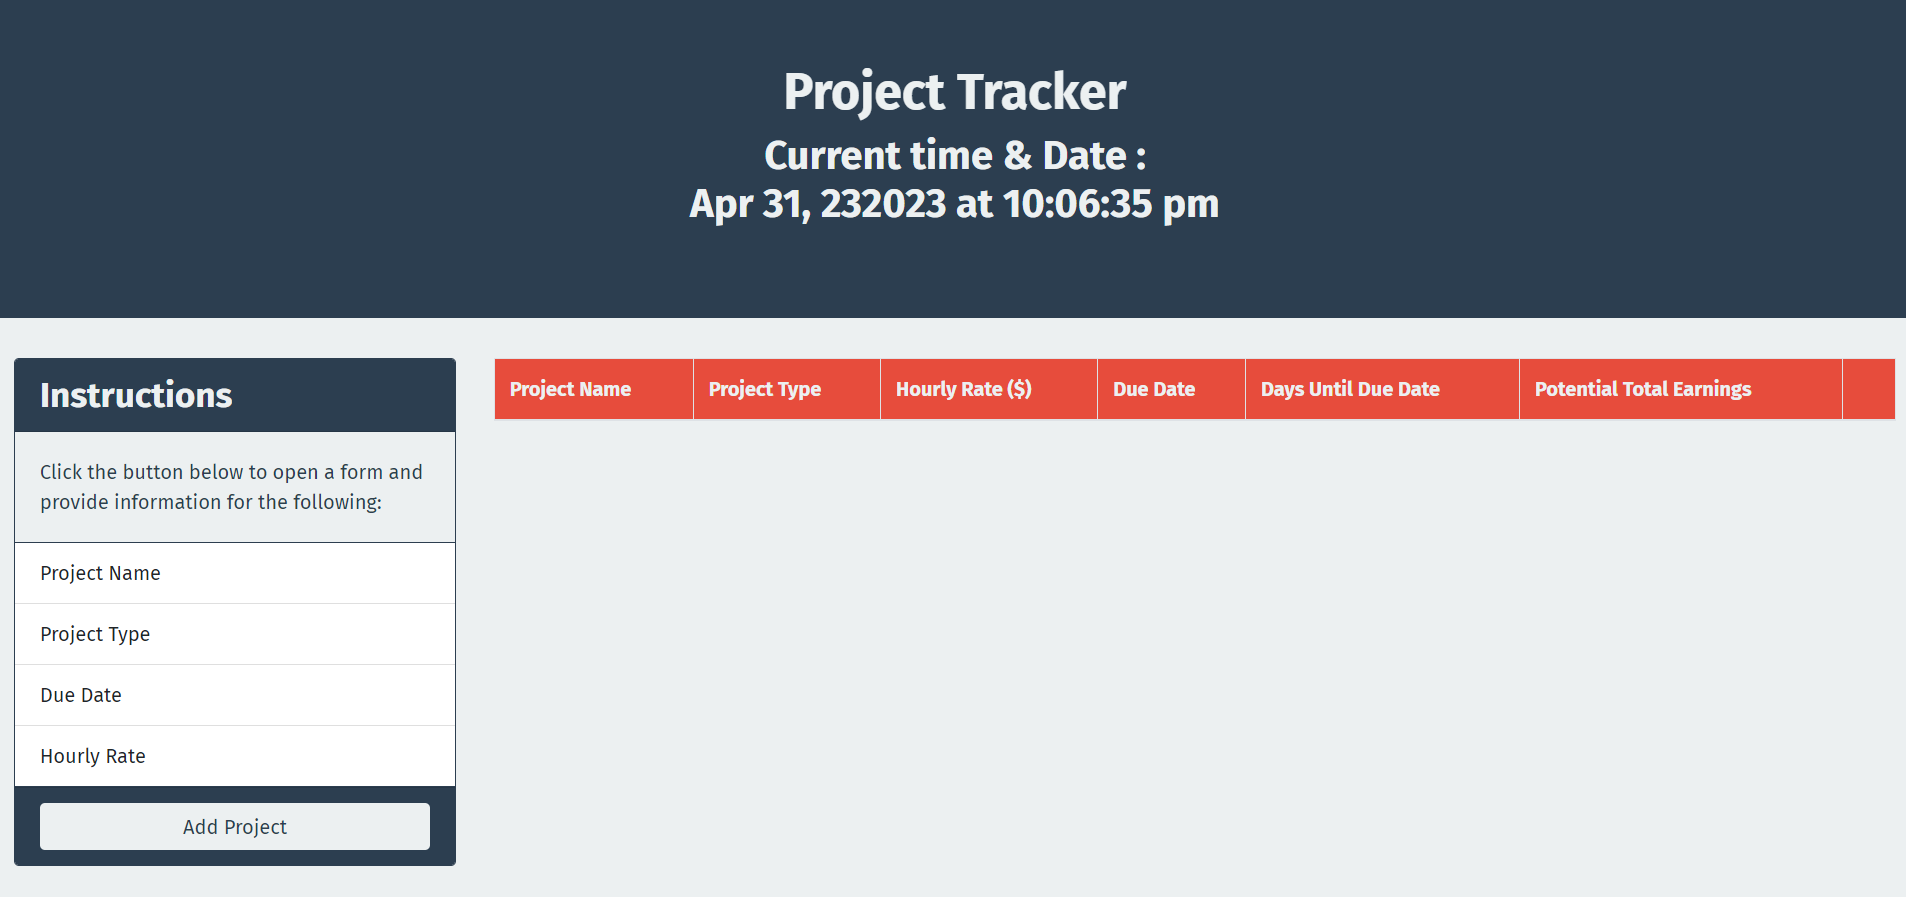 Project Tracker
Current time & Date :
Apr 31, 232023 at 10:06:35 pm
Instructions
Click the button below to open a form and
provide information for the following:
Project Name
Project Type
Due Date
Hourly Rate
Add Project
Project Name Project Type Hourly Rate ($) Due Date Days Until Due Date Potential Total Earnings